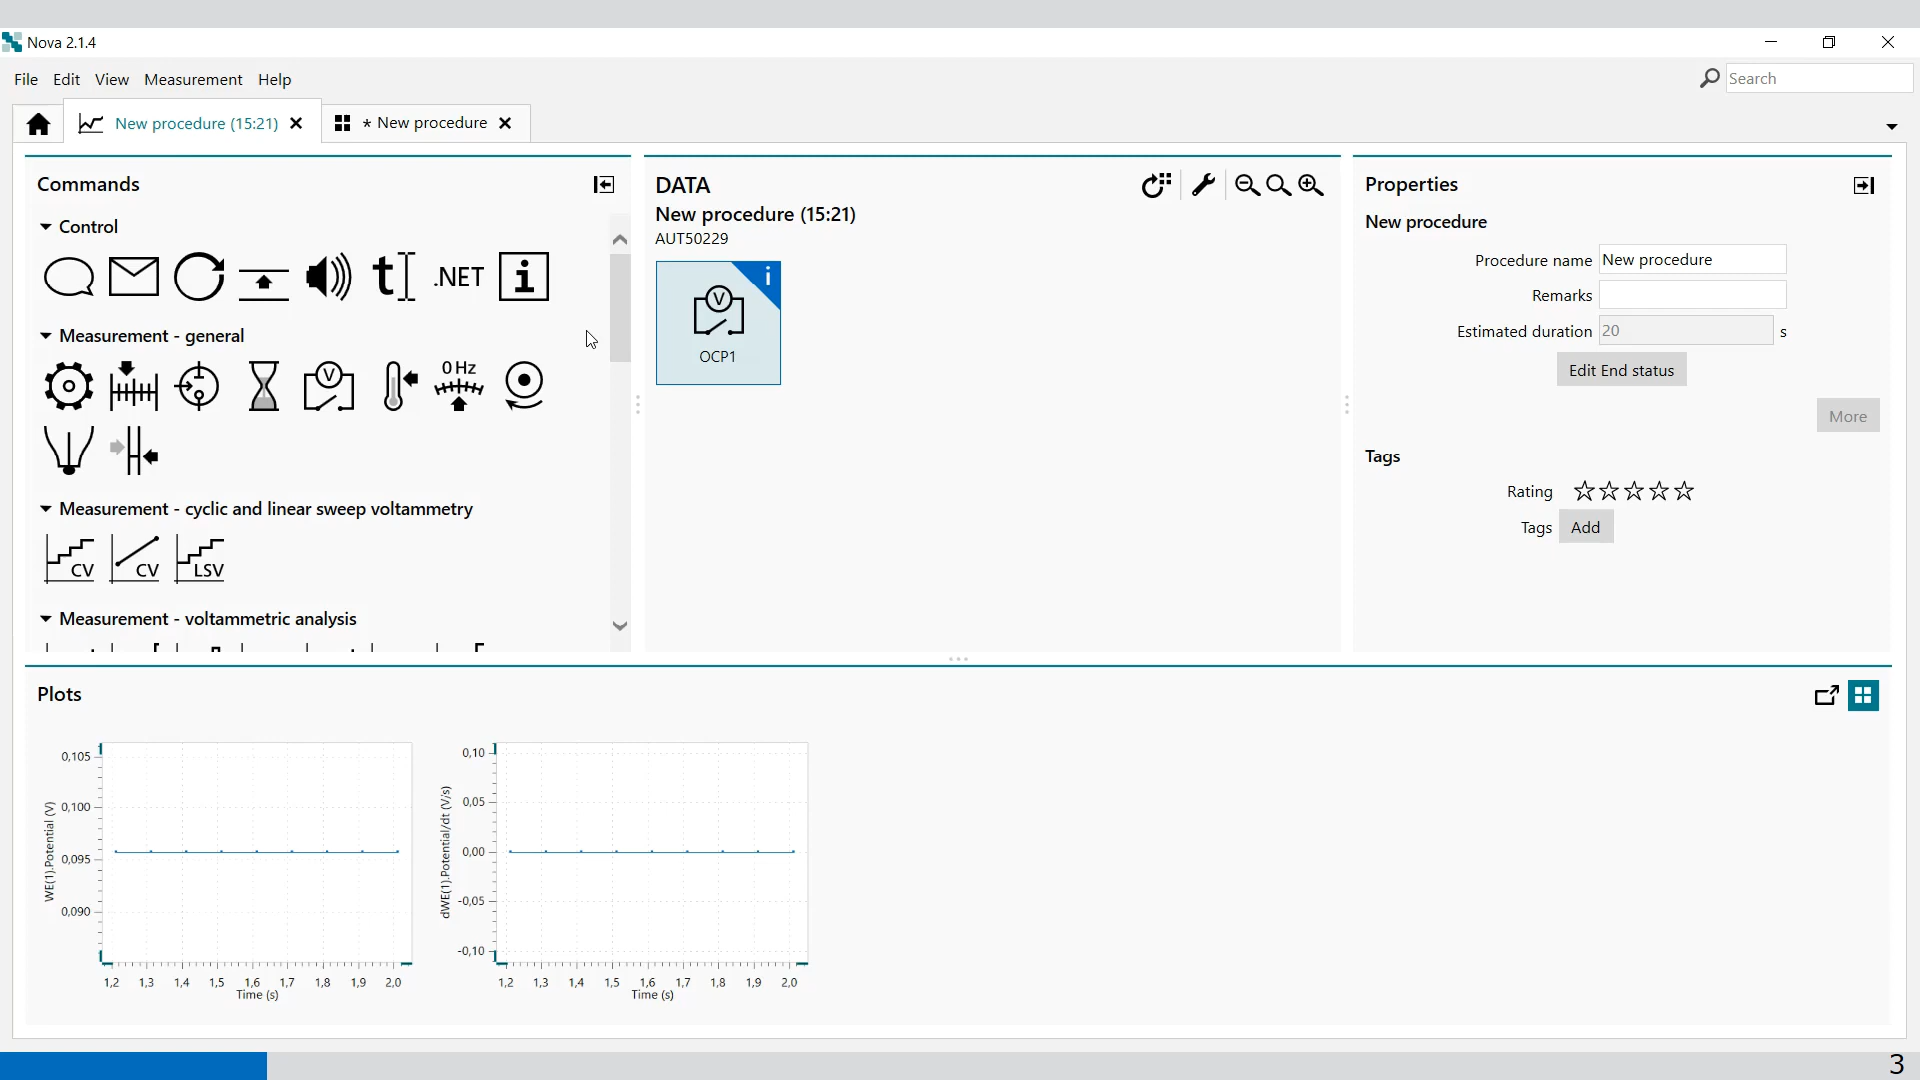 Nova 2.1.4
File Edit View Measurement Help
Search
New procedure (15:21)
* New procedure
Commands
Control
t
.NET
i
Measurement - general
V
0 Hz
Measurement - cyclic and linear sweep voltammetry
CV
CV
LSV
Measurement - voltammetric analysis
DATA
New procedure (15:21)
AUT50229
i
V
OCP1
Properties
New procedure
Procedure name New procedure
Remarks
Estimated duration 20 s
Edit End status
More
Tags
Rating
Tags Add
Plots
WE(1).Potential (V)
0,105
0,100
0,095
0,090
1,2 1,3 1,4 1,5 1,6 1,7 1,8 1,9 2,0
Time (s)
dWE(1).Potential/dt (V/s)
0,10
0,05
0,00
-0,05
-0,10
1,2 1,3 1,4 1,5 1,6 1,7 1,8 1,9 2,0
Time (s)
3